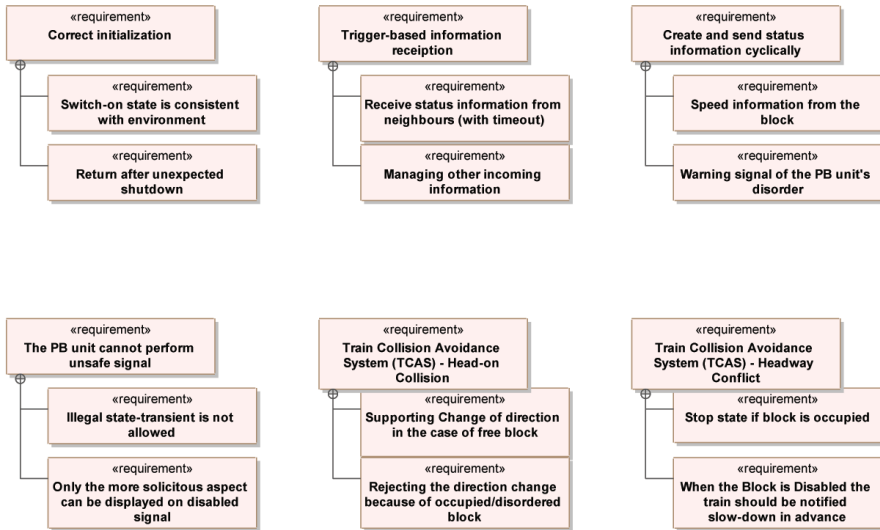 «requirement»
Correct initialization
«requirement»
Switch-on state is consistent
with environment
«requirement»
Return after unexpected
shutdown
«requirement»
Trigger-based information
receiption
«requirement»
Receive status information from
neighbours (with timeout)
«requirement»
Managing other incoming
information
«requirement»
Create and send status
information cyclically
«requirement»
Speed information from the
block
«requirement»
Warning signal of the PB unit's
disorder
«requirement»
The PB unit cannot perform
unsafe signal
«requirement»
Illegal state-transient is not
allowed
«requirement»
Only the more solicitous aspect
can be displayed on disabled
signal
«requirement»
Train Collision Avoidance
System (TCAS) - Head-on
Collision
«requirement»
Supporting Change of direction
in the case of free block
«requirement»
Rejecting the direction change
because of occupied/disordered
block
«requirement»
Train Collision Avoidance
System (TCAS) - Headway
Conflict
«requirement»
Stop state if block is occupied
«requirement»
When the Block is Disabled the
train should be notified
slow-down in advance